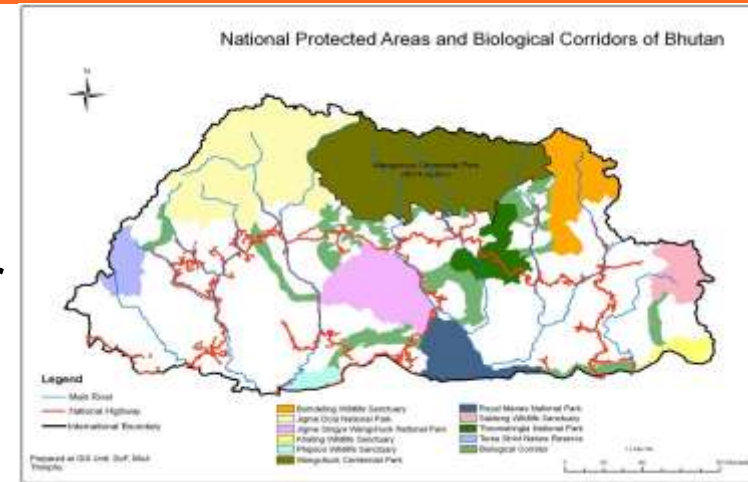 National Protected Areas and Biological Corridors of Bhutan
N
Wangchuck Centennial Park
Legend
Main River
National Highway
International Boundary
Bumdelling Wildlife Sanctuary
Jigme Dorji National Park
Jigme Singye Wangchuck National Park
Khaling Wildlife Sanctuary
Phipsoo Wildlife Sanctuary
Wangchuck Centennial Park
Royal Manas National Park
Sakteng Wildlife Sanctuary
Thrumshingla National Park
Torsa Strict Nature Reserve
Biological Corridor
Prepared at GIS Unit, DoF, MoA
Thimphu